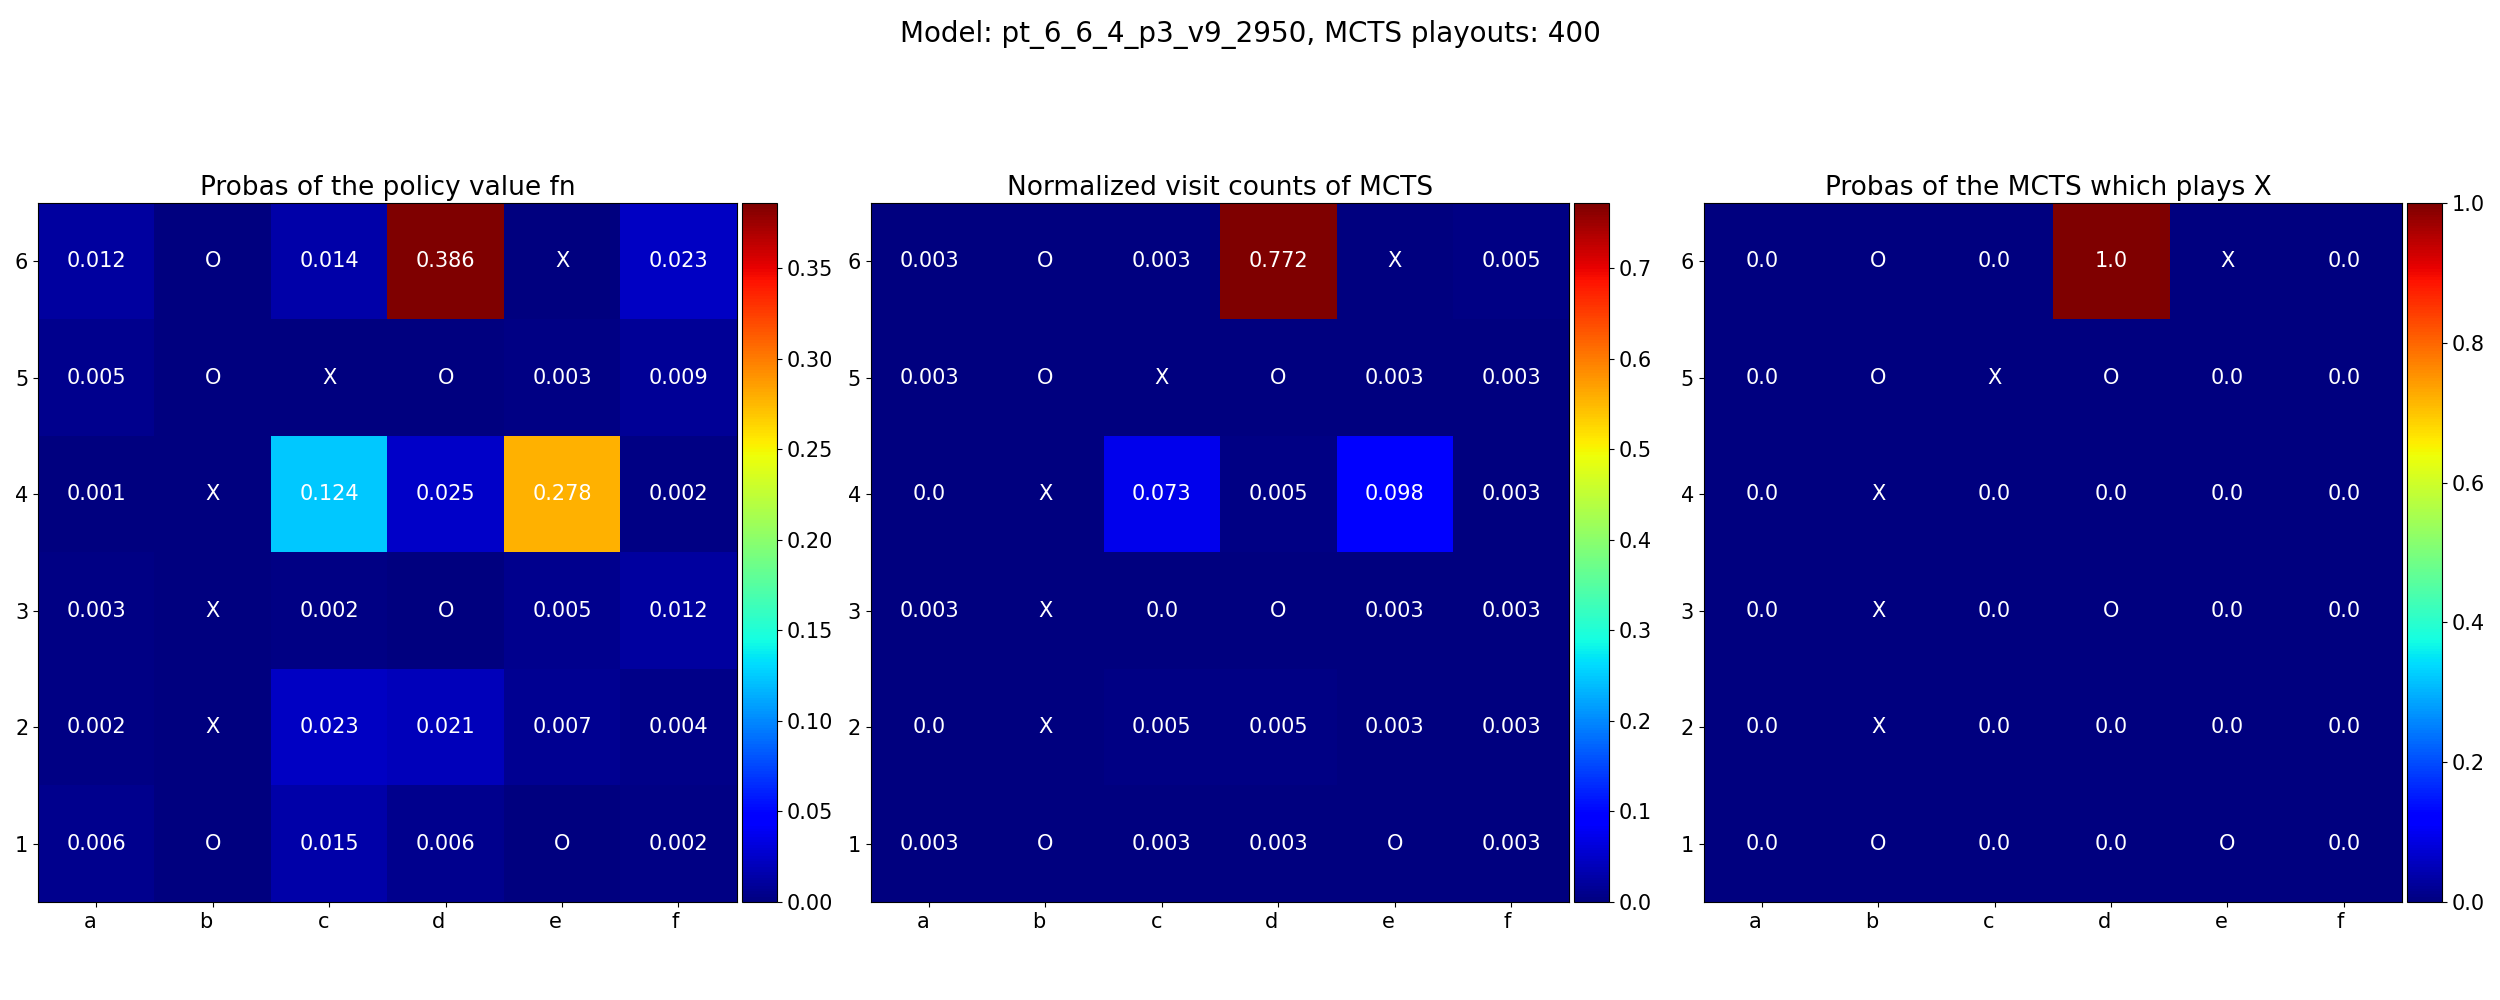 Model: pt_6_6_4_p3_v9_2950, MCTS playouts: 400
Probas of the policy value fn
6 0.012 O 0.014 0.386 X 0.023
5 0.005 O X O 0.003 0.009
4 0.001 X 0.124 0.025 0.278 0.002
3 0.003 X 0.002 O 0.005 0.012
2 0.002 X 0.023 0.021 0.007 0.004
1 0.006 O 0.015 0.006 O 0.002
a b c d e f
0.35
0.30
0.25
0.20
0.15
0.10
0.05
0.00
Normalized visit counts of MCTS
6 0.003 O 0.003 0.772 X 0.005
5 0.003 O X O 0.003 0.003
4 0.0 X 0.073 0.005 0.098 0.003
3 0.003 X 0.0 O 0.003 0.003
2 0.0 X 0.005 0.005 0.003 0.003
1 0.003 O 0.003 0.003 O 0.003
a b c d e f
0.7
0.6
0.5
0.4
0.3
0.2
0.1
0.0
Probas of the MCTS which plays X
6 0.0 O 0.0 1.0 X 0.0
5 0.0 O X O 0.0 0.0
4 0.0 X 0.0 0.0 0.0 0.0
3 0.0 X 0.0 O 0.0 0.0
2 0.0 X 0.0 0.0 0.0 0.0
1 0.0 O 0.0 0.0 O 0.0
a b c d e f
1.0
0.8
0.6
0.4
0.2
0.0